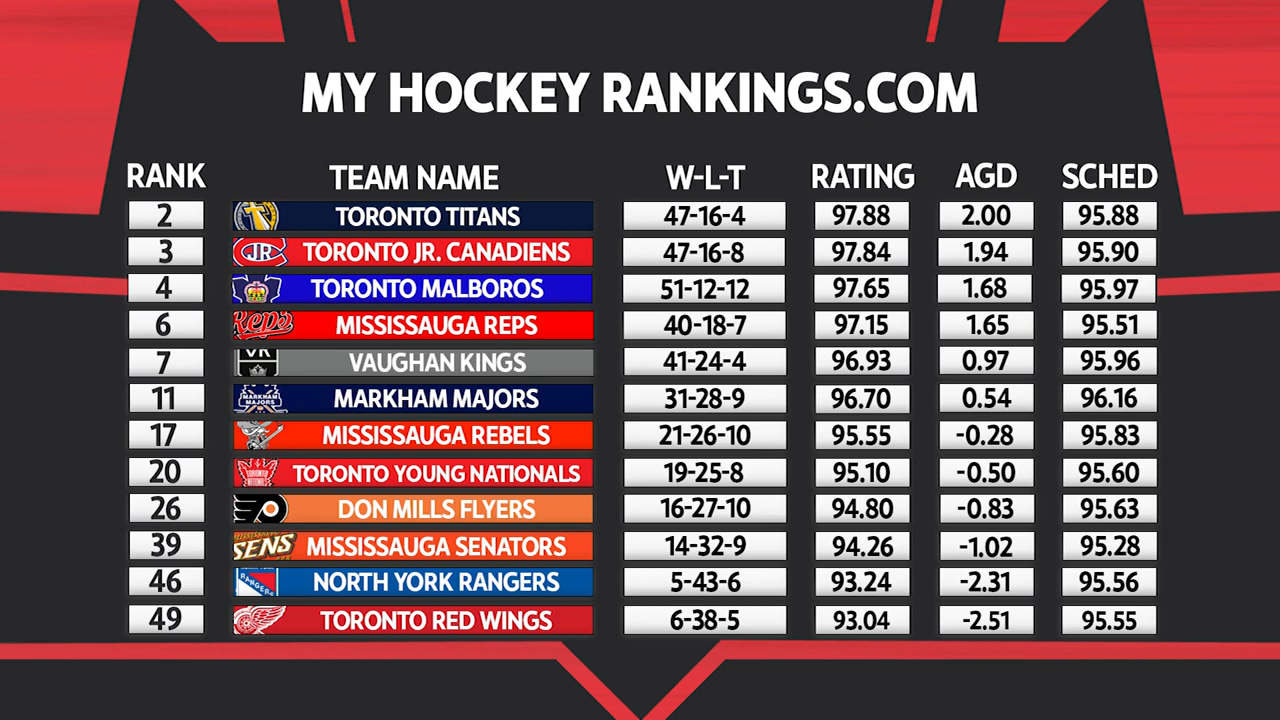 MY HOCKEY RANKINGS.COM
RANK TEAM NAME W-L-T RATING AGD SCHED
2 TORONTO TITANS 47-16-4 97.88 2.00 95.88
3 CJR TORONTO JR. CANADIENS 47-16-8 97.84 1.94 95.90
4 TORONTO MALBOROS 51-12-12 97.65 1.68 95.97
6 Reps MISSISSAUGA REPS 40-18-7 97.15 1.65 95.51
7 VK VAUGHAN KINGS 41-24-4 96.93 0.97 95.96
11 MARKHAM MAJORS MARKHAM MAJORS 31-28-9 96.70 0.54 96.16
17 MISSISSAUGA REBELS 21-26-10 95.55 -0.28 95.83
20 TORONTO YOUNG NATIONALS 19-25-8 95.10 -0.50 95.60
26 DON MILLS FLYERS 16-27-10 94.80 -0.83 95.63
39 SENS MISSISSAUGA SENATORS 14-32-9 94.26 -1.02 95.28
46 RANGERS NORTH YORK RANGERS 5-43-6 93.24 -2.31 95.56
49 TORONTO RED WINGS 6-38-5 93.04 -2.51 95.55